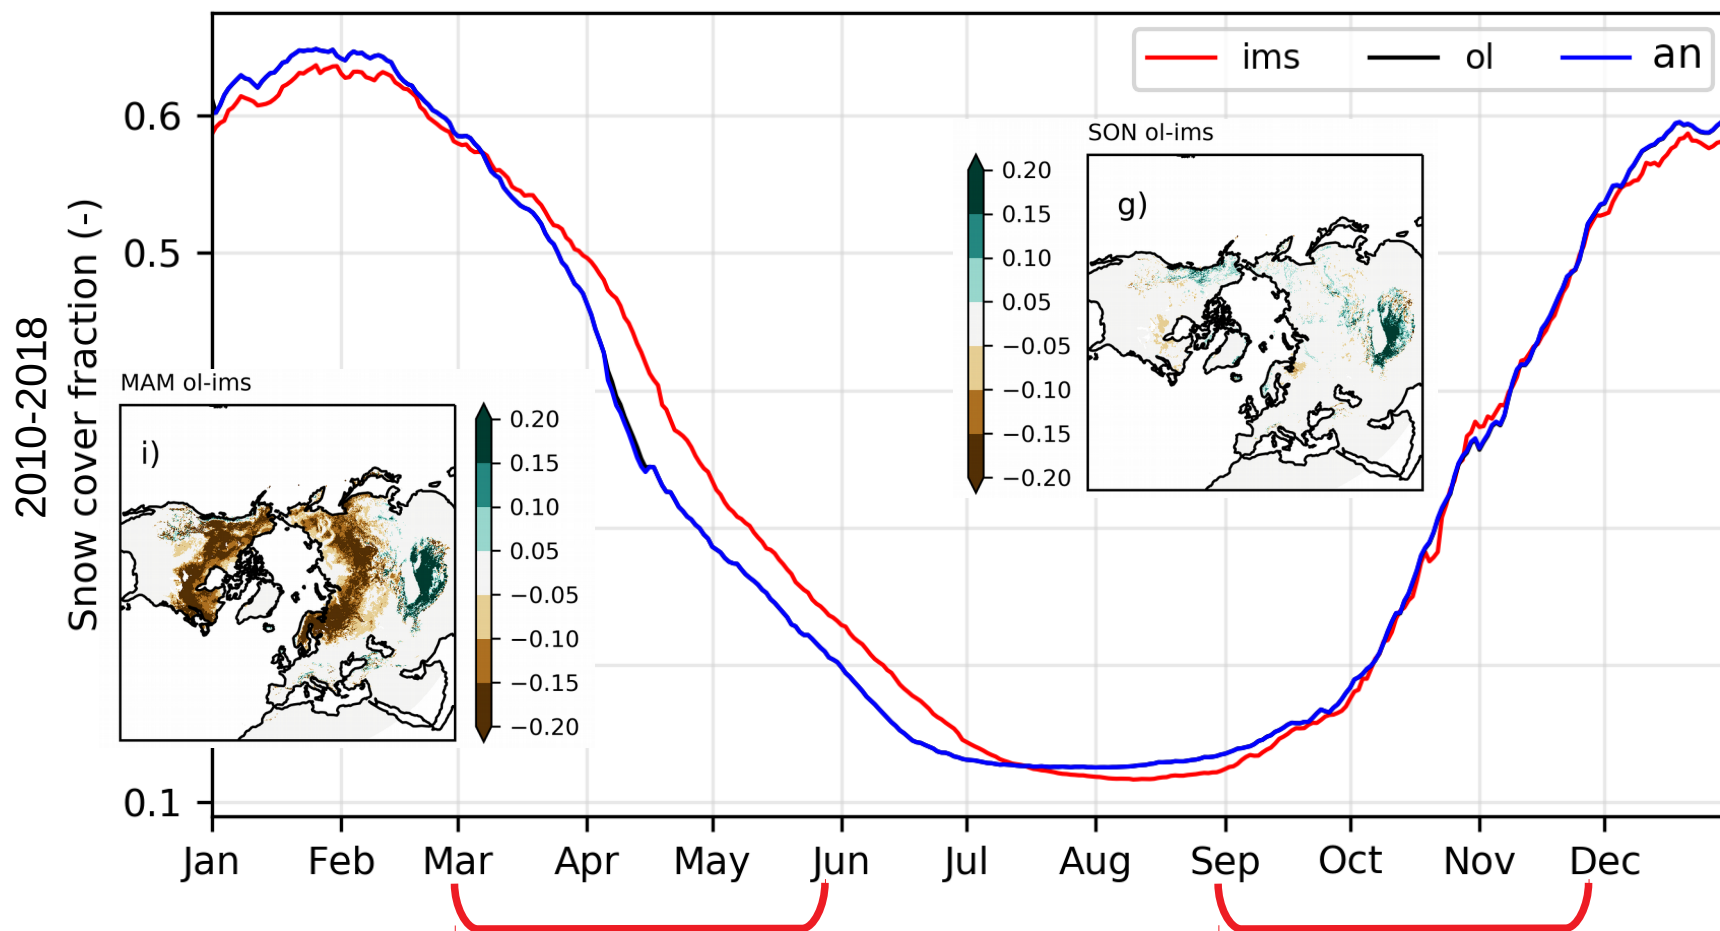 ims ol an
0.6
SON ol-ims
g)
0.20
0.15
0.10
0.05
−0.05
−0.10
−0.15
−0.20
0.5
2010-2018
Snow cover fraction (-)
MAM ol-ims
i)
0.20
0.15
0.10
0.05
−0.05
−0.10
−0.15
−0.20
0.1
Jan Feb Mar Apr May Jun Jul Aug Sep Oct Nov Dec